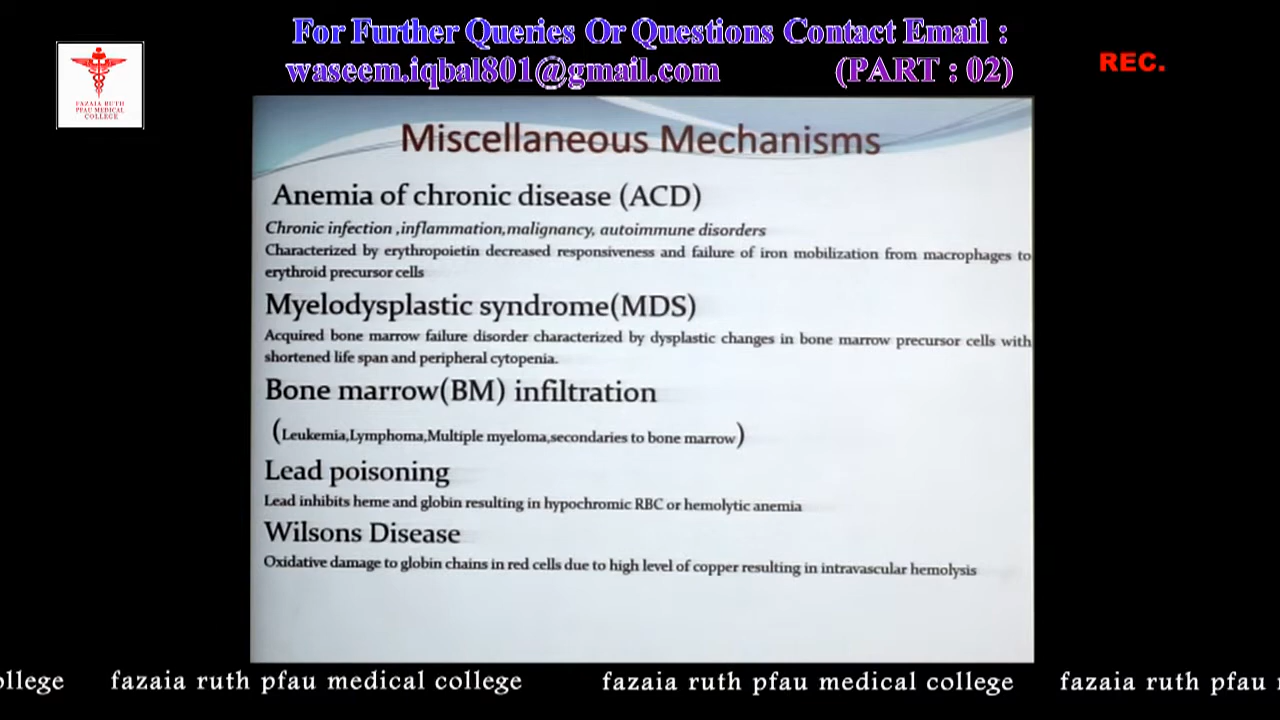 For Further Queries Or Questions Contact Email :
waseem.iqbal801@gmail.com (PART : 02)
REC.
FAZAIA RUTH
PFAU MEDICAL
COLLEGE
Miscellaneous Mechanisms
Anemia of chronic disease (ACD)
Chronic infection ,inflammation,malignancy, autoimmune disorders
Characterized by erythropoietin decreased responsiveness and failure of iron mobilization from macrophages to
erythroid precursor cells
Myelodysplastic syndrome(MDS)
Acquired bone marrow failure disorder characterized by dysplastic changes in bone marrow precursor cells with
shortened life span and peripheral cytopenia.
Bone marrow(BM) infiltration
(Leukemia,Lymphoma,Multiple myeloma,secondaries to bone marrow)
Lead poisoning
Lead inhibits heme and globin resulting in hypochromic RBC or hemolytic anemia
Wilsons Disease
Oxidative damage to globin chains in red cells due to high level of copper resulting in intravascular hemolysis
ollege fazaia ruth pfau medical college fazaia ruth pfau medical college fazaia ruth pfau